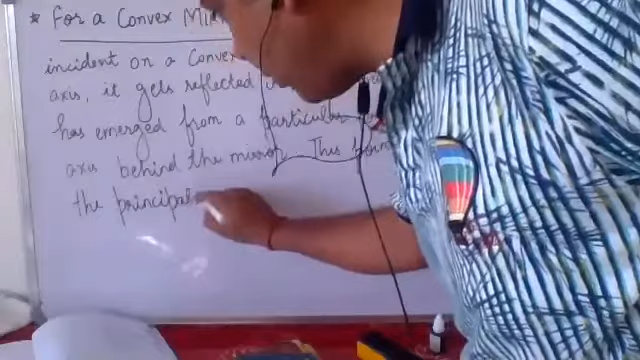 * For a Convex
incident on a Convex
axis, it gets reflected
has emerged from a particular
axis behind the mirror. This
the principal